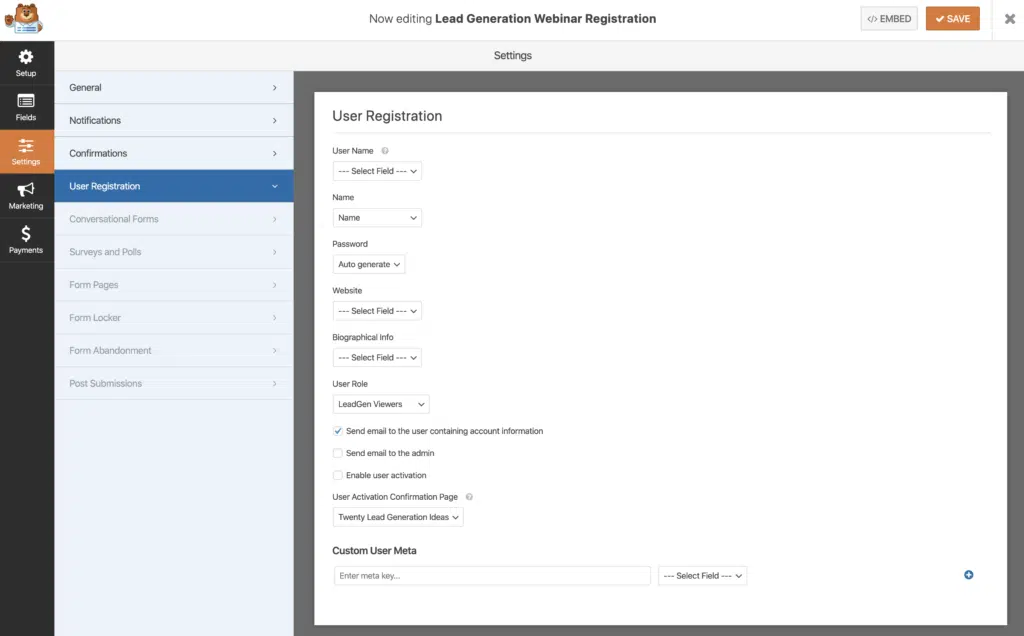 Now editing Lead Generation Webinar Registration
</> EMBED
SAVE
Settings
Setup
Fields
Settings
Marketing
Payments
General
Notifications
Confirmations
User Registration
Conversational Forms
Surveys and Polls
Form Pages
Form Locker
Form Abandonment
Post Submissions
User Registration
User Name
--- Select Field ---
Name
Name
Password
Auto generate
Website
--- Select Field ---
Biographical Info
--- Select Field ---
User Role
LeadGen Viewers
Send email to the user containing account information
Send email to the admin
Enable user activation
User Activation Confirmation Page
Twenty Lead Generation Ideas
Custom User Meta
Enter meta key... --- Select Field ---